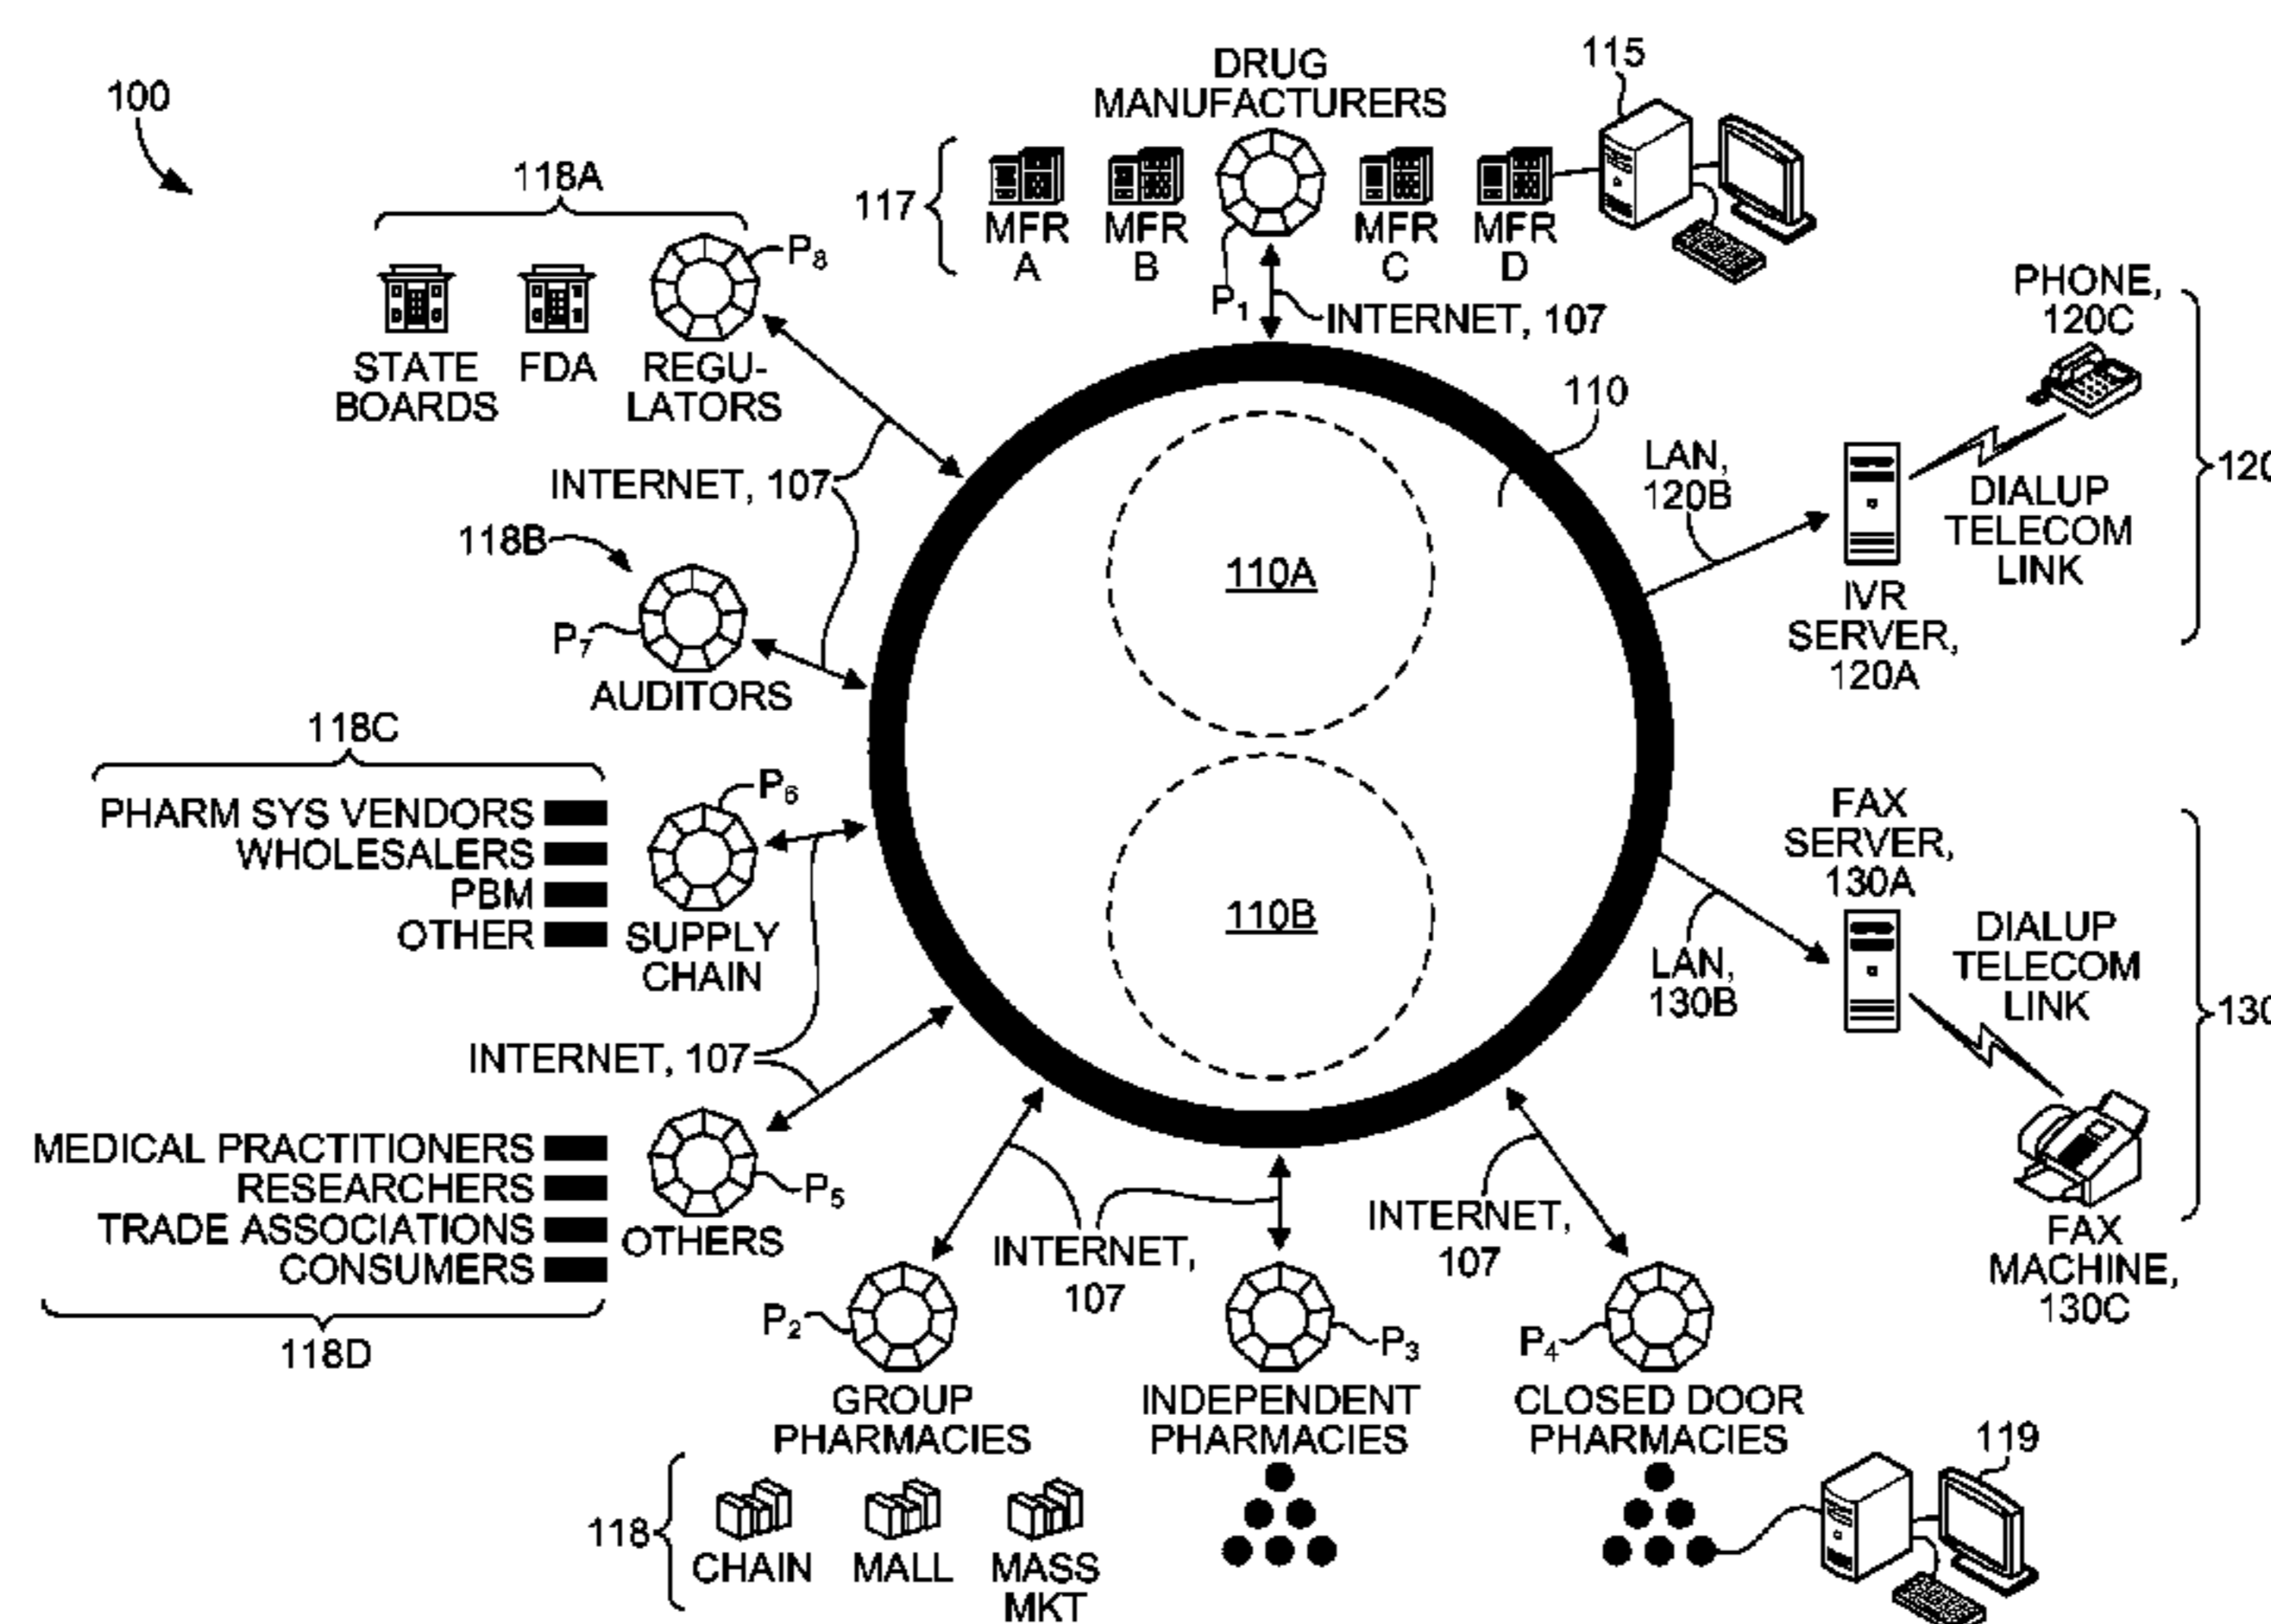 100
118A
P8
STATE
BOARDS
FDA
REGU-
LATORS
DRUG
MANUFACTURERS
117
MFR
A
MFR
B
MFR
C
MFR
D
P1
INTERNET, 107
115
PHONE,
120C
110
LAN,
120B
DIALUP
TELECOM
LINK
IVR
SERVER,
120A
120
INTERNET, 107
118B
P7
AUDITORS
110A
110B
118C
PHARM SYS VENDORS
WHOLESALERS
PBM
OTHER
P6
SUPPLY
CHAIN
FAX
SERVER,
130A
LAN,
130B
DIALUP
TELECOM
LINK
130
FAX
MACHINE,
130C
INTERNET, 107
MEDICAL PRACTITIONERS
RESEARCHERS
TRADE ASSOCIATIONS
CONSUMERS
P5
OTHERS
118D
INTERNET,
107
INTERNET,
107
P2
P3
P4
GROUP
PHARMACIES
INDEPENDENT
PHARMACIES
CLOSED DOOR
PHARMACIES
118
CHAIN
MALL
MASS
MKT
119